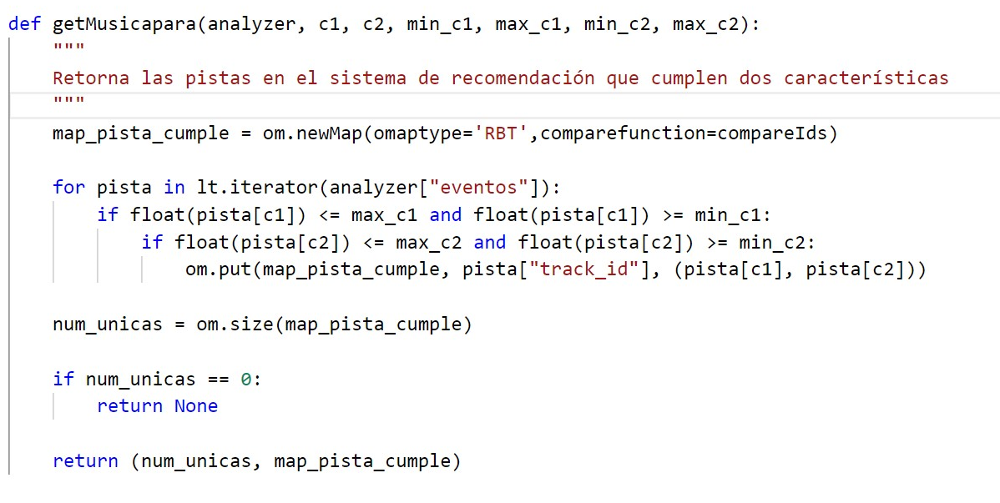 def getMusicapara(analyzer, c1, c2, min_c1, max_c1, min_c2, max_c2):
"""
Retorna las pistas en el sistema de recomendación que cumplen dos característícas
"""
map_pista_cumple = om.newMap(omaptype='RBT',comparefunction=compareIds)
for pista in lt.iterator(analyzer["eventos"]):
if float(pista[c1]) <= max_c1 and float(pista[c1]) >= min_c1:
if float(pista[c2]) <= max_c2 and float(pista[c2]) >= min_c2:
om.put(map_pista_cumple, pista["track_id"], (pista[c1], pista[c2]))
num_unicas = om.size(map_pista_cumple)
if num_unicas == 0:
return None
return (num_unicas, map_pista_cumple)